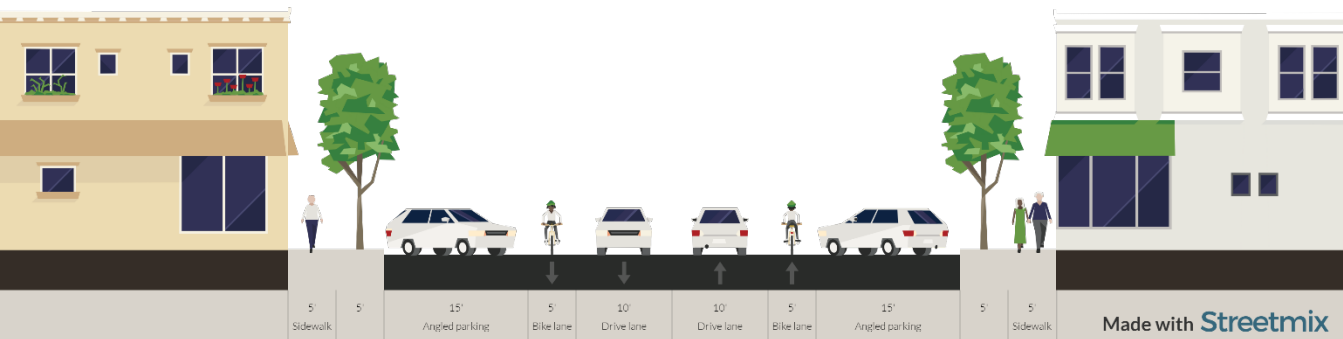 5' 5' 15' 5' 10' 10' 5' 15' 5' 5'
Sidewalk Angled parking Bike lane Drive lane Drive lane Bike lane Angled parking Sidewalk
Made with Streetmix